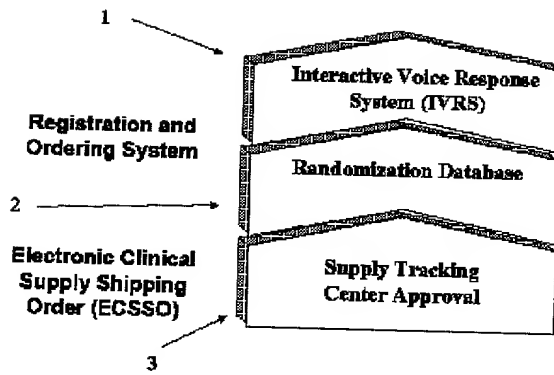 1
Interactive Voice Response
System (IVRS)
Registration and
Ordering System
Randomization Database
2
Electronic Clinical
Supply Shipping
Order (ECSSO)
Supply Tracking
Center Approval
3